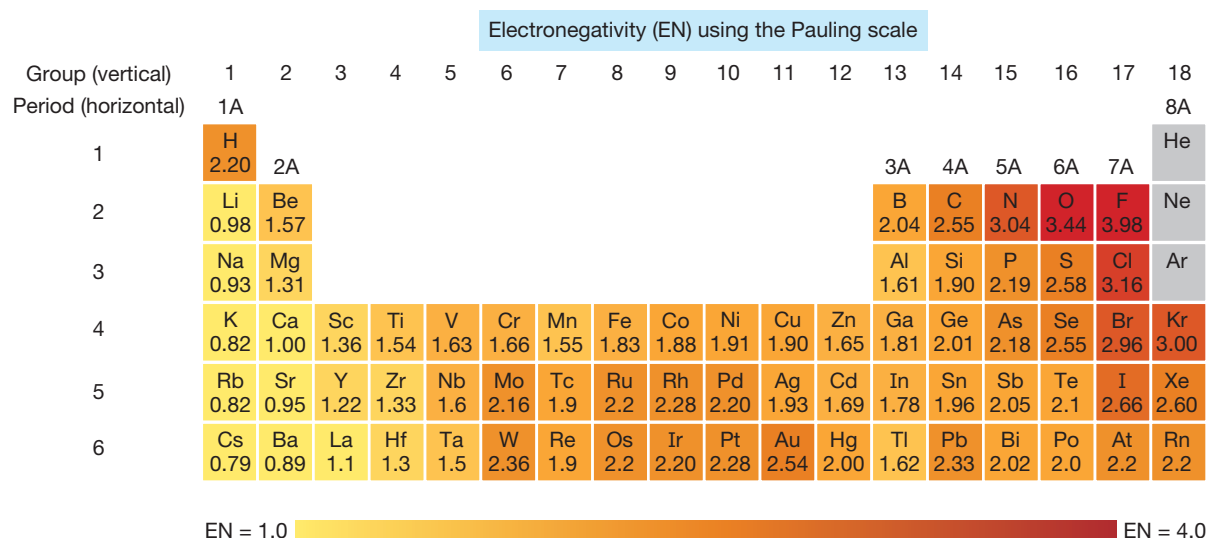 Electronegativity (EN) using the Pauling scale
Group (vertical) 1 2 3 4 5 6 7 8 9 10 11 12 13 14 15 16 17 18
Period (horizontal) 1A 8A
1 H 2A 3A 4A 5A 6A 7A He
2.20
2 Li Be B C N O F Ne
0.98 1.57 2.04 2.55 3.04 3.44 3.98
3 Na Mg Al Si P S Cl Ar
0.93 1.31 1.61 1.90 2.19 2.58 3.16
4 K Ca Sc Ti V Cr Mn Fe Co Ni Cu Zn Ga Ge As Se Br Kr
0.82 1.00 1.36 1.54 1.63 1.66 1.55 1.83 1.88 1.91 1.90 1.65 1.81 2.01 2.18 2.55 2.96 3.00
5 Rb Sr Y Zr Nb Mo Tc Ru Rh Pd Ag Cd In Sn Sb Te I Xe
0.82 0.95 1.22 1.33 1.6 2.16 1.9 2.2 2.28 2.20 1.93 1.69 1.78 1.96 2.05 2.1 2.66 2.60
6 Cs Ba La Hf Ta W Re Os Ir Pt Au Hg Tl Pb Bi Po At Rn
0.79 0.89 1.1 1.3 1.5 2.36 1.9 2.2 2.20 2.28 2.54 2.00 1.62 2.33 2.02 2.0 2.2 2.2
EN = 1.0 EN = 4.0